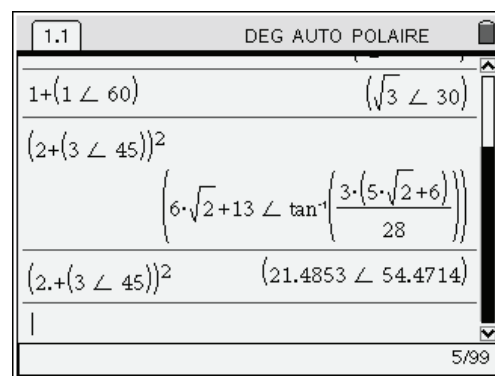 1.1 DEG AUTO POLAIRE
1+(1 ∠ 60) (√3 ∠ 30)
(2+(3 ∠ 45))²
(6·√2+13 ∠ tan⁻¹(3·(5·√2+6)/28))
(2.+(3 ∠ 45))² (21.4853 ∠ 54.4714)
5/99